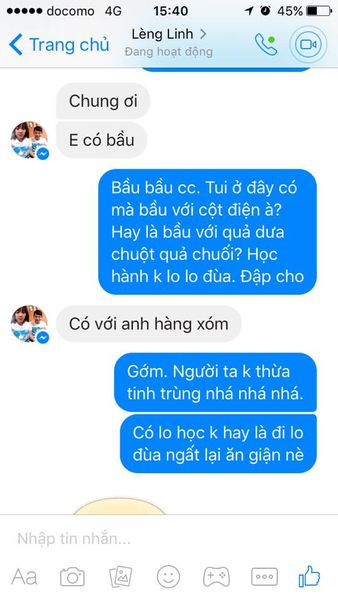 docomo 4G 15:40 45%
Trang chủ
Lèng Linh
Đang hoạt động
Chung ơi
E có bầu
Bầu bầu cc. Tui ở đây có
mà bầu với cột điện à?
Hay là bầu với quả dưa
chuột quả chuối? Học
hành k lo lo đùa. Đập cho
Có với anh hàng xóm
Gớm. Người ta k thừa
tinh trùng nhá nhá nhá.
Có lo học k hay là đi lo
đùa ngất lại ăn giận nè
Nhập tin nhắn...
Aa